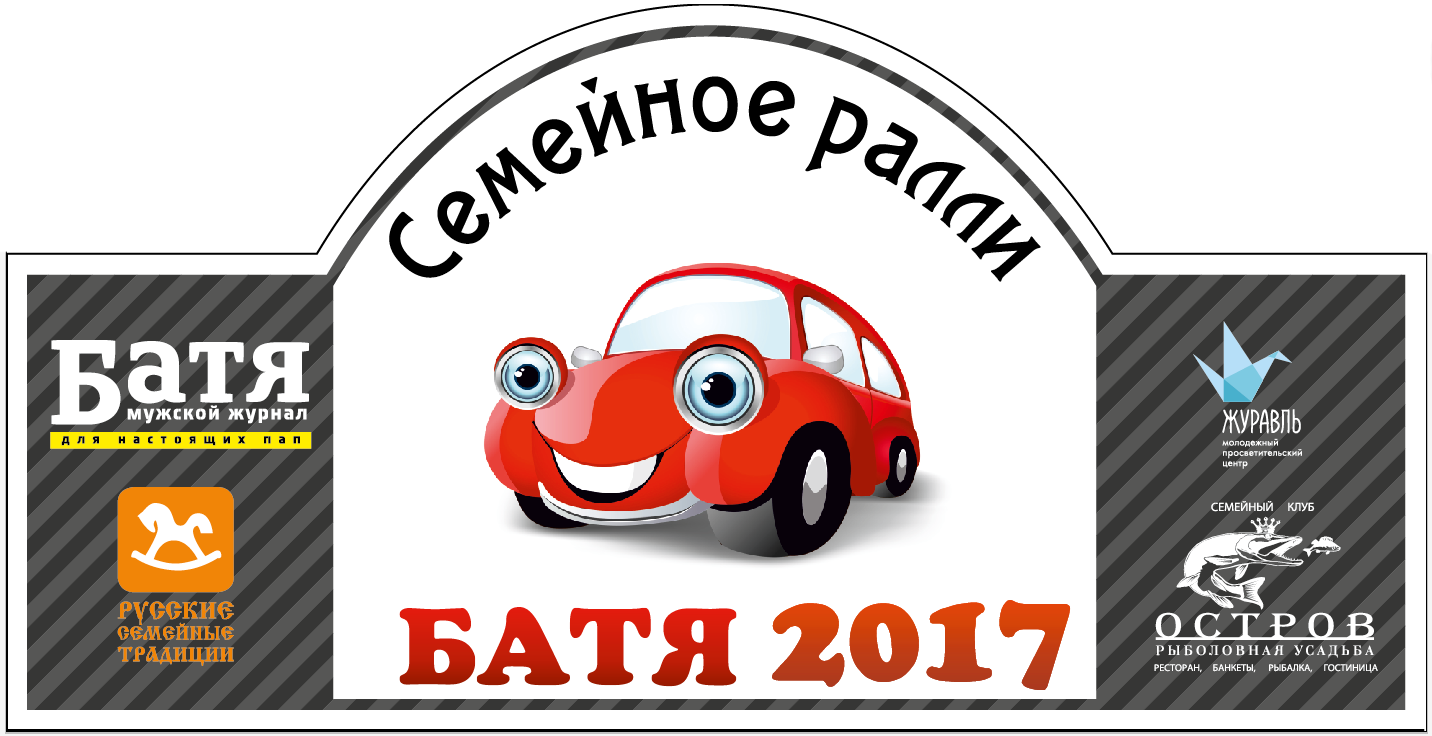 Семейное ралли
Батя
мужской журнал
для настоящих пап
РУССКИЕ
СЕМЕЙНЫЕ
ТРАДИЦИИ
ЖУРАВЛЬ
молодежный
просветительский
центр
СЕМЕЙНЫЙ КЛУБ
ОСТРОВ
РЫБОЛОВНАЯ УСАДЬБА
РЕСТОРАН, БАНКЕТЫ, РЫБАЛКА, ГОСТИНИЦА
БАТЯ 2017